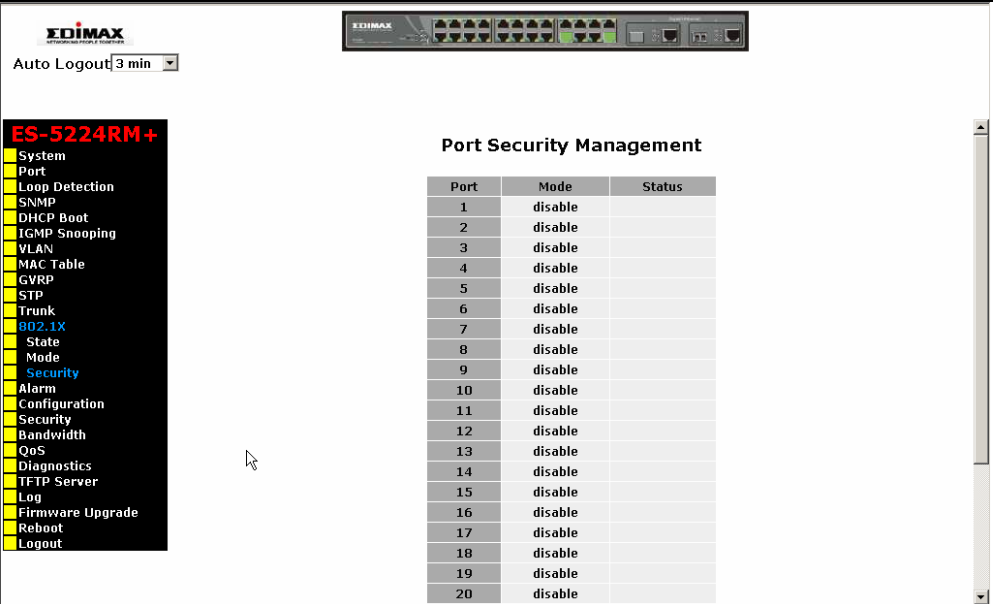 EDIMAX
NETWORKING PEOPLE TOGETHER
EDIMAX
Auto Logout 3 min
ES-5224RM+
System
Port
Loop Detection
SNMP
DHCP Boot
IGMP Snooping
VLAN
MAC Table
GVRP
STP
Trunk
802.1X
State
Mode
Security
Alarm
Configuration
Security
Bandwidth
QoS
Diagnostics
TFTP Server
Log
Firmware Upgrade
Reboot
Logout
Port Security Management
Port Mode Status
1 disable
2 disable
3 disable
4 disable
5 disable
6 disable
7 disable
8 disable
9 disable
10 disable
11 disable
12 disable
13 disable
14 disable
15 disable
16 disable
17 disable
18 disable
19 disable
20 disable